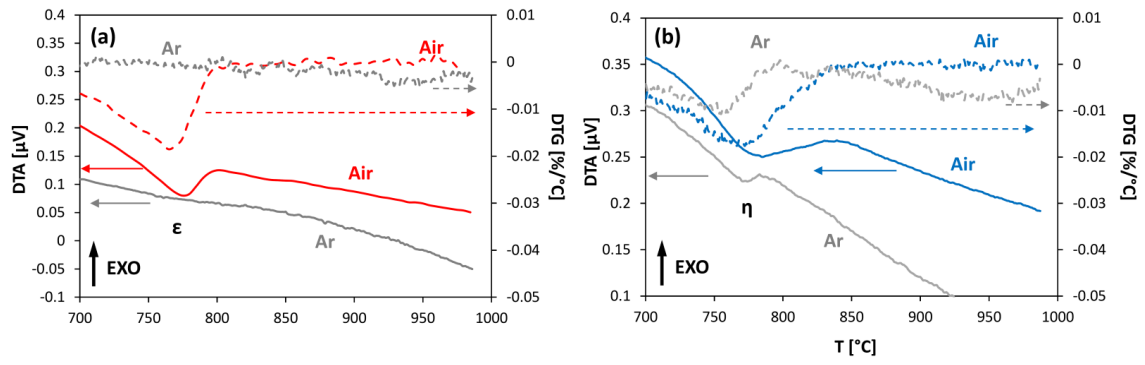 (a)
Ar
Air
Air
ε
Ar
EXO
DTA [µV]
0.4
0.35
0.3
0.25
0.2
0.15
0.1
0.05
0
-0.05
-0.1
0.01
0
-0.01
-0.02
-0.03
-0.04
-0.05
DTG [%/°C]
700
750
800
850
900
950
1000
(b)
Ar
Air
Air
η
Ar
EXO
DTA [µV]
0.4
0.35
0.3
0.25
0.2
0.15
0.1
0.01
0
-0.01
-0.02
-0.03
-0.04
-0.05
DTG [%/°C]
700
750
800
850
900
950
1000
T [°C]